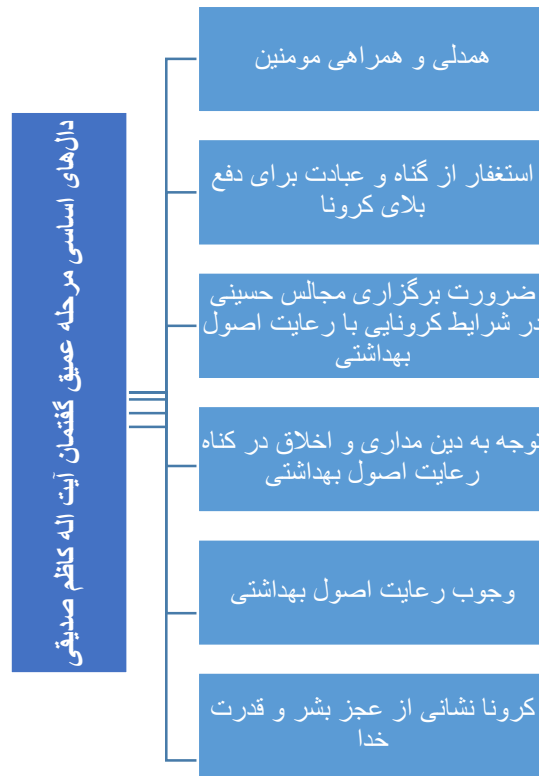 دال‌های اساسی مرحله عمیق گفتمان آیت اله کاظم صدیقی
همدلی و همراهی مومنین
استغفار از گناه و عبادت برای دفع
بلای کرونا
ضرورت برگزاری مجالس حسینی
در شرایط کرونایی با رعایت اصول
بهداشتی
توجه به دین مداری و اخلاق در کناه
رعایت اصول بهداشتی
وجوب رعایت اصول بهداشتی
کرونا نشانی از عجز بشر و قدرت
خدا